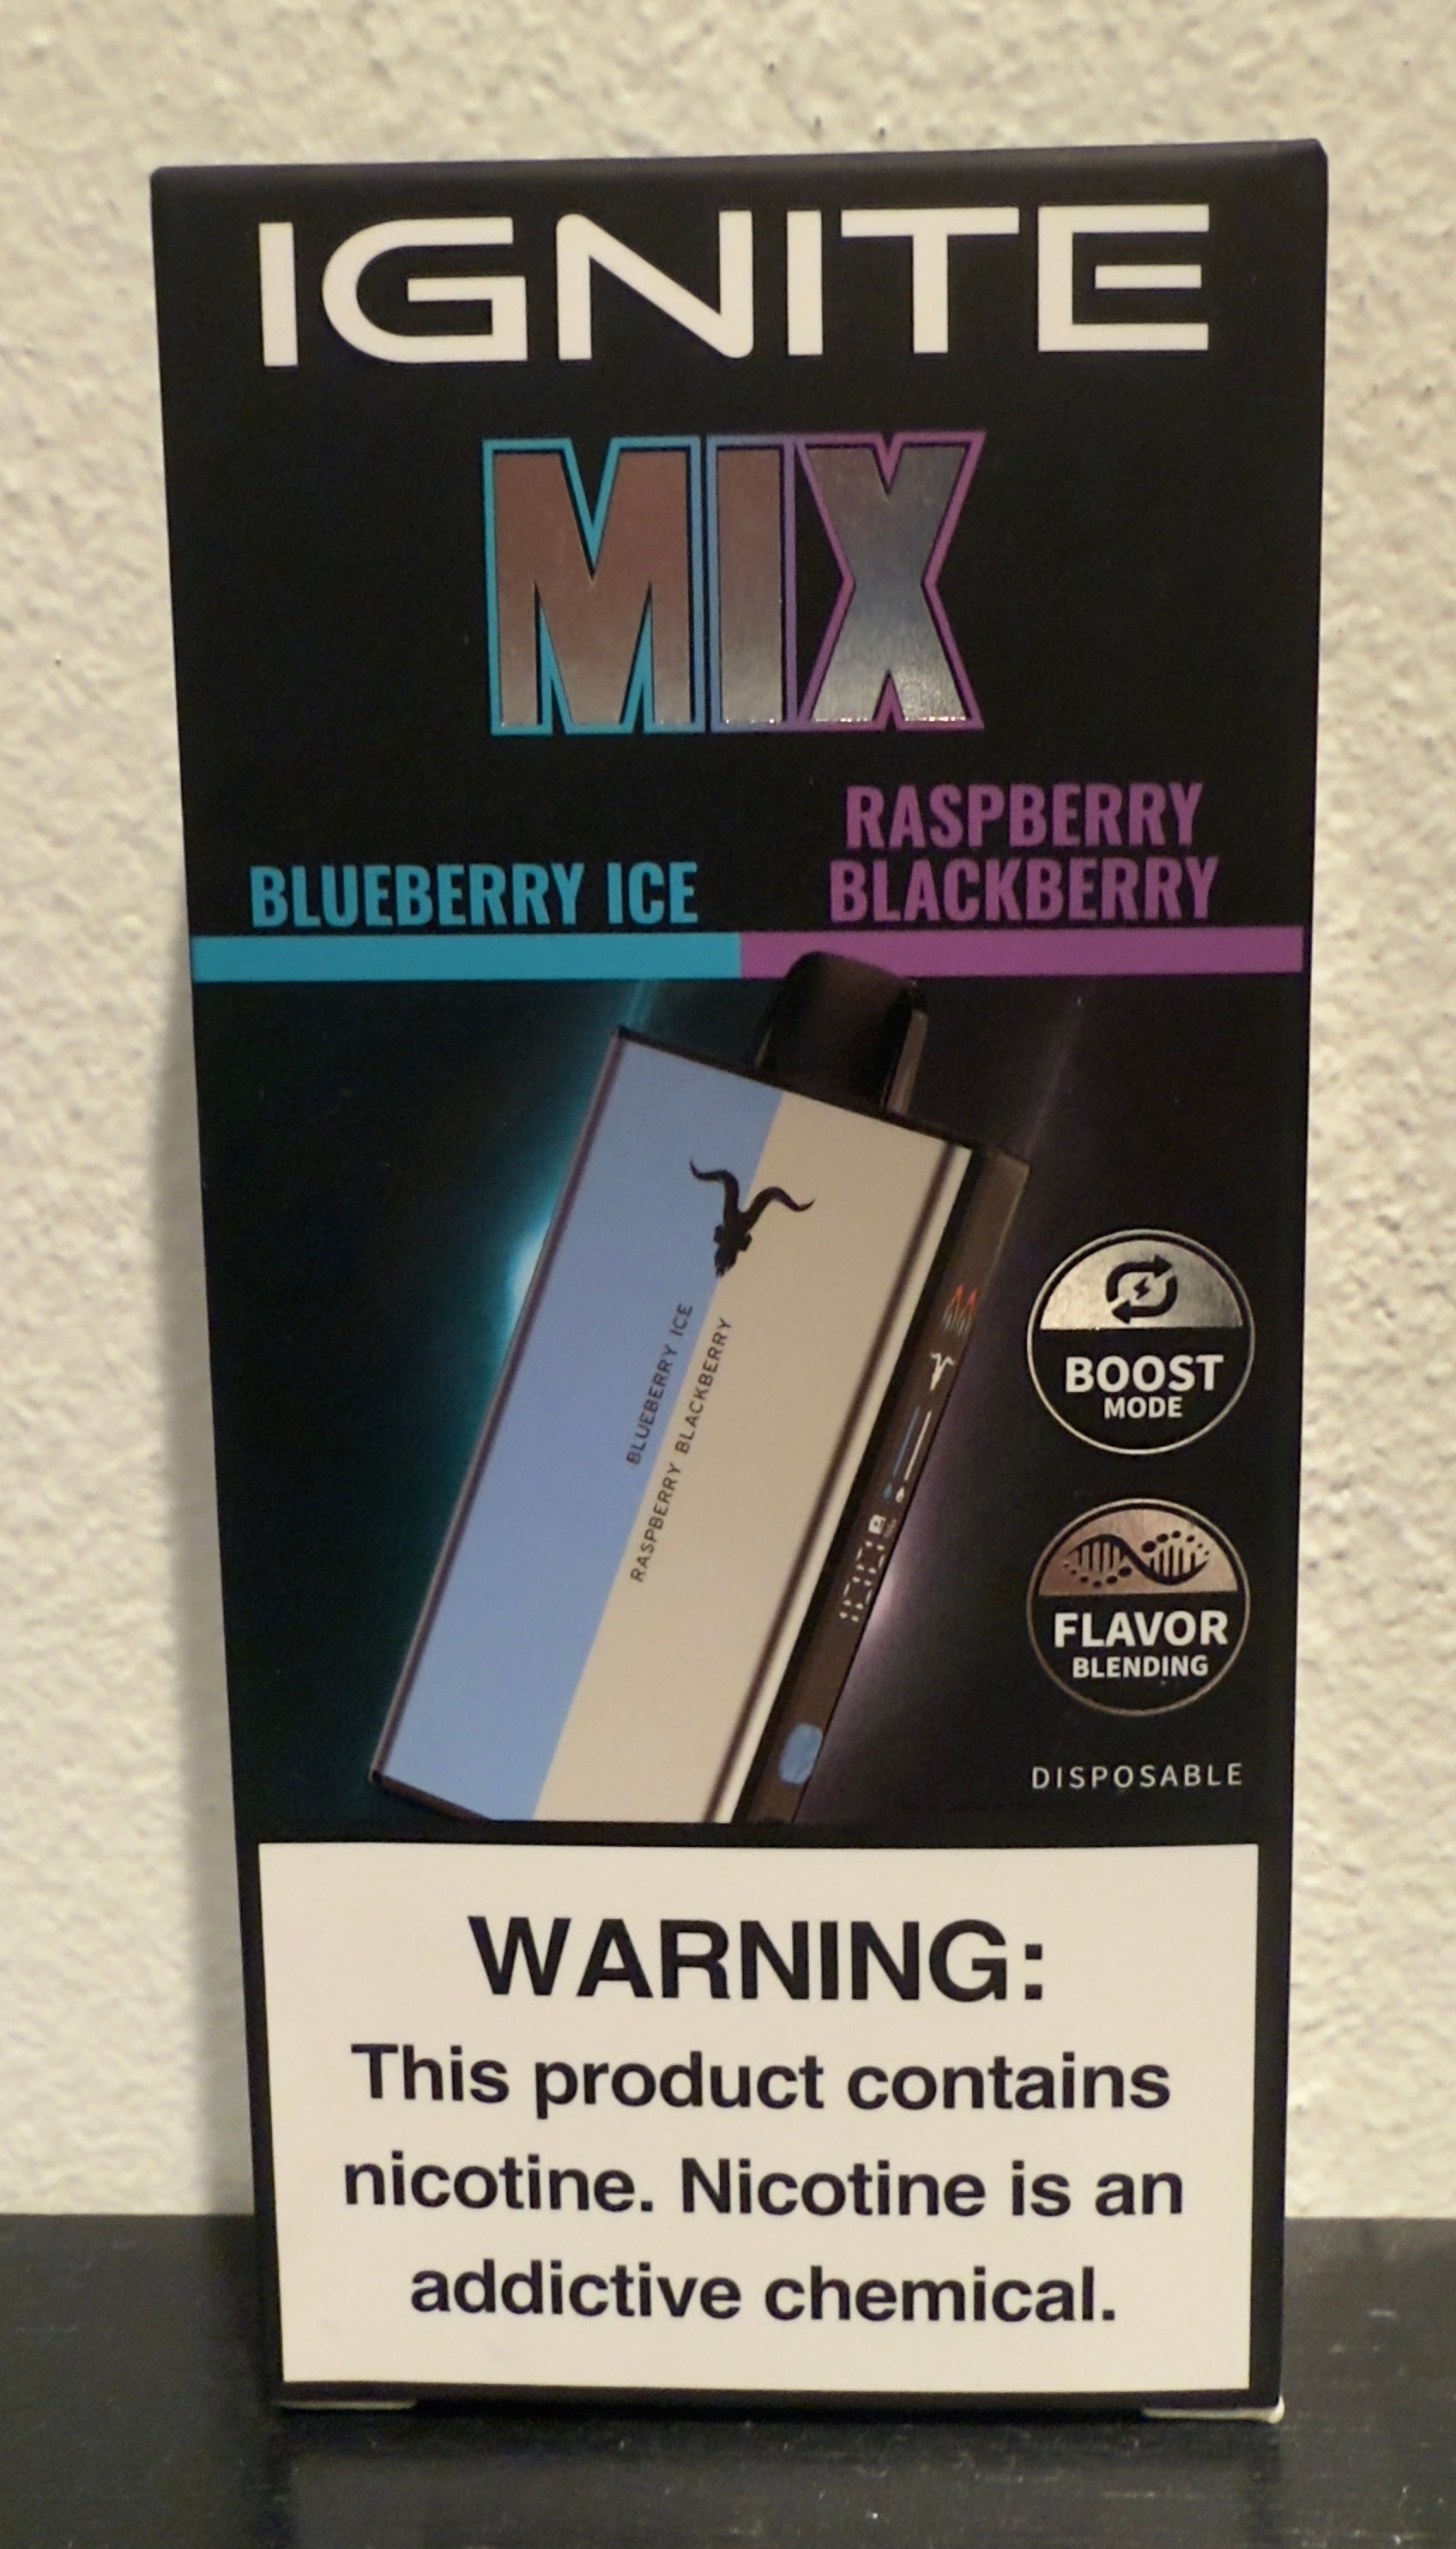 IGNITE
MIX
BLUEBERRY ICE
RASPBERRY
BLACKBERRY
BLUEBERRY ICE
RASPBERRY BLACKBERRY
BOOST
MODE
FLAVOR
BLENDING
DISPOSABLE
WARNING:
This product contains
nicotine. Nicotine is an
addictive chemical.